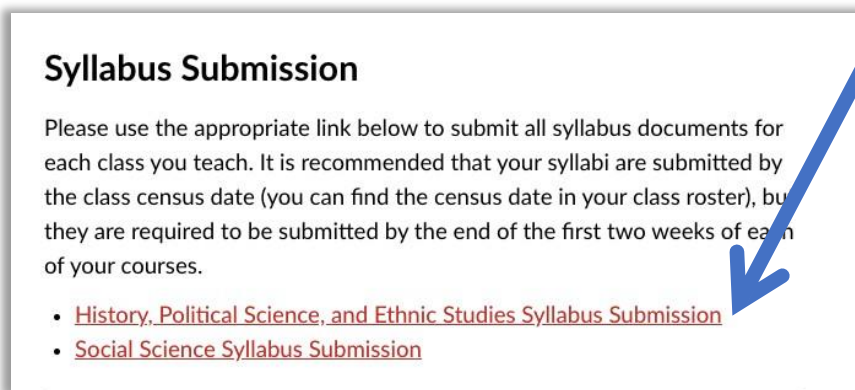 Syllabus Submission
Please use the appropriate link below to submit all syllabus documents for
each class you teach. It is recommended that your syllabi are submitted by
the class census date (you can find the census date in your class roster), bu
they are required to be submitted by the end of the first two weeks of each
of your courses.
• History, Political Science, and Ethnic Studies Syllabus Submission
• Social Science Syllabus Submission